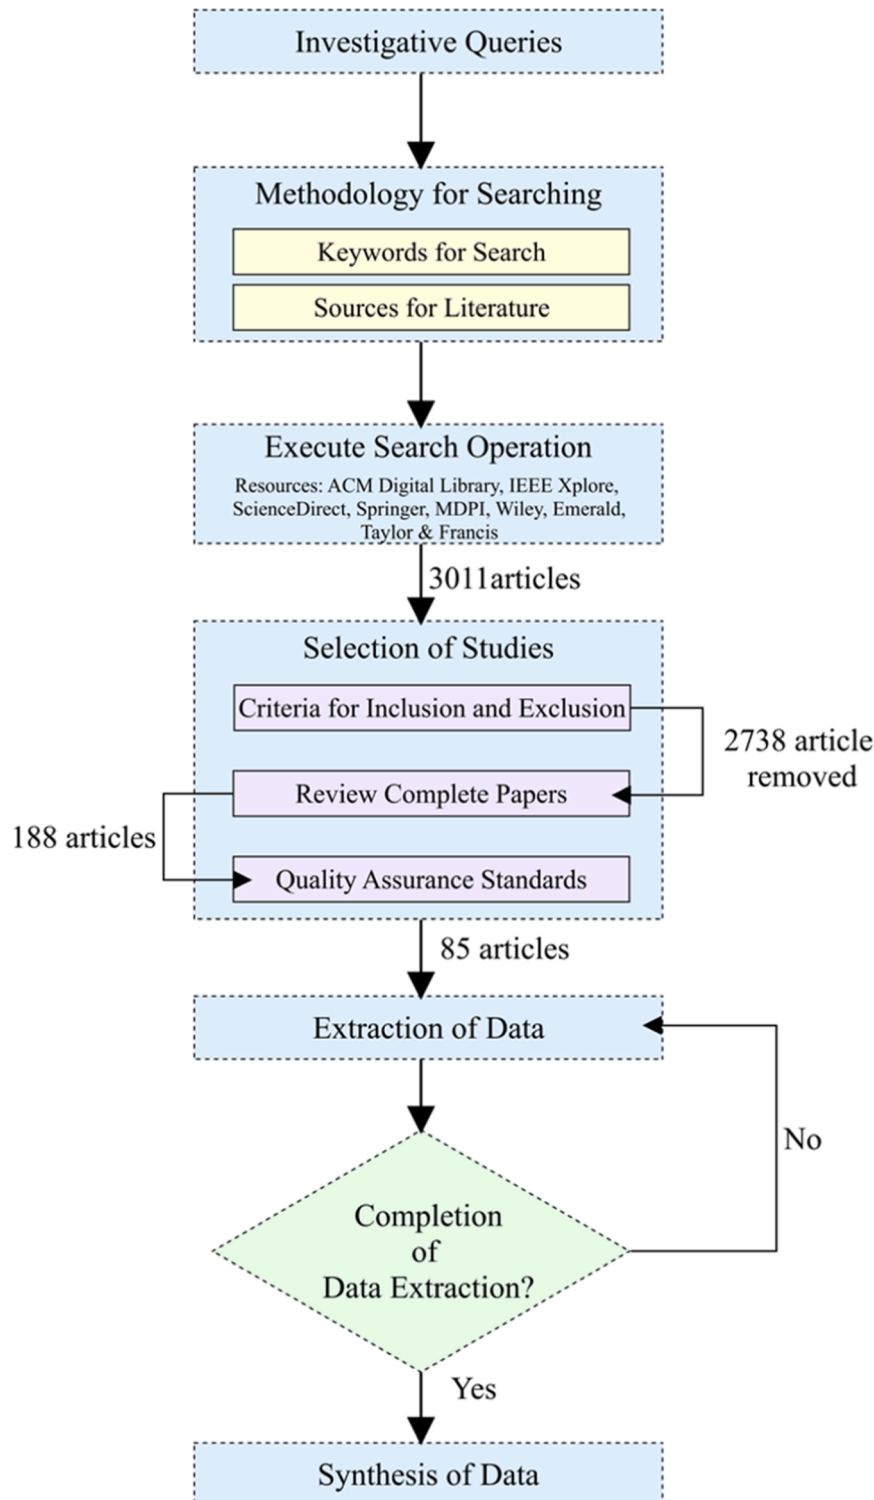 Investigative Queries
Methodology for Searching
Keywords for Search
Sources for Literature
Execute Search Operation
Resources: ACM Digital Library, IEEE Xplore,
ScienceDirect, Springer, MDPI, Wiley, Emerald,
Taylor & Francis
3011articles
Selection of Studies
Criteria for Inclusion and Exclusion
2738 article
removed
Review Complete Papers
188 articles
Quality Assurance Standards
85 articles
Extraction of Data
No
Completion
of
Data Extraction?
Yes
Synthesis of Data